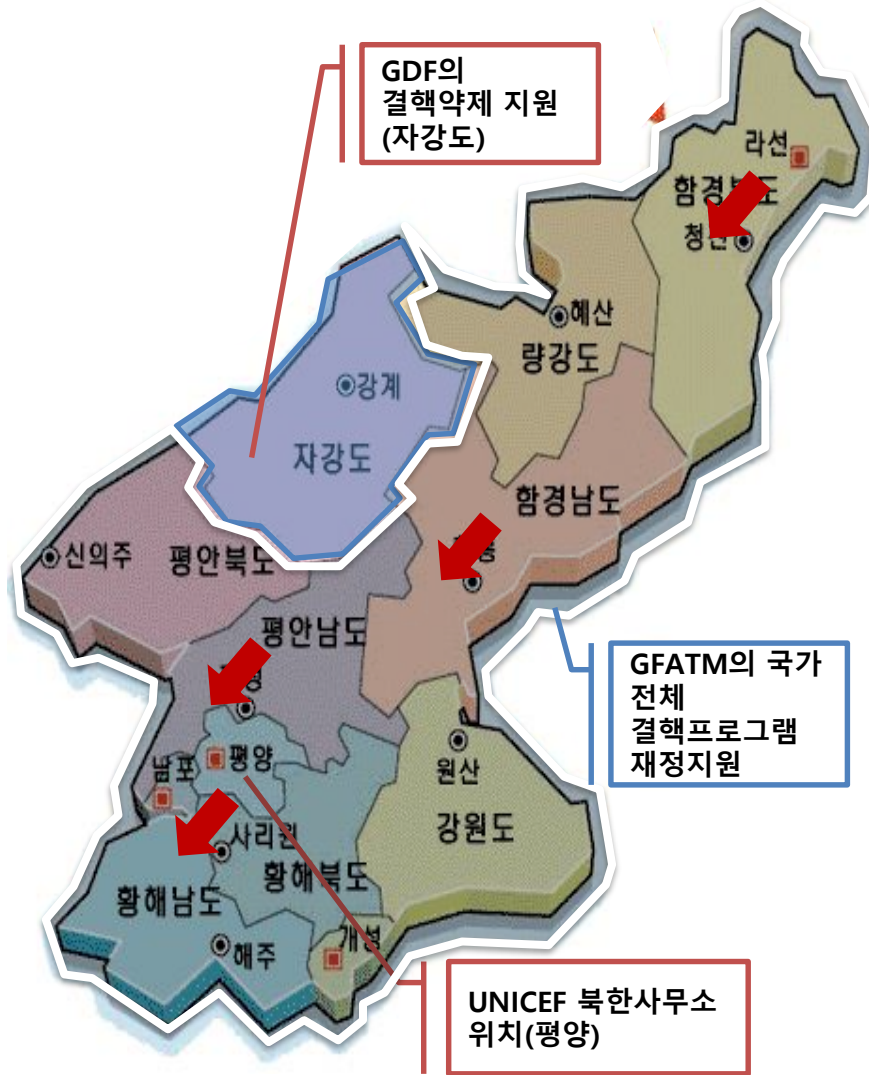 GDF의
결핵약제 지원
(자강도)
라선
혜산
량강도
강계
자강도
함경남도
신의주
평안북도
평안남도
GFATM의 국가
전체
결핵프로그램
재정지원
평양
남포
원산
사리원
강원도
황해북도
황해남도
해주
개성
UNICEF 북한사무소
위치(평양)